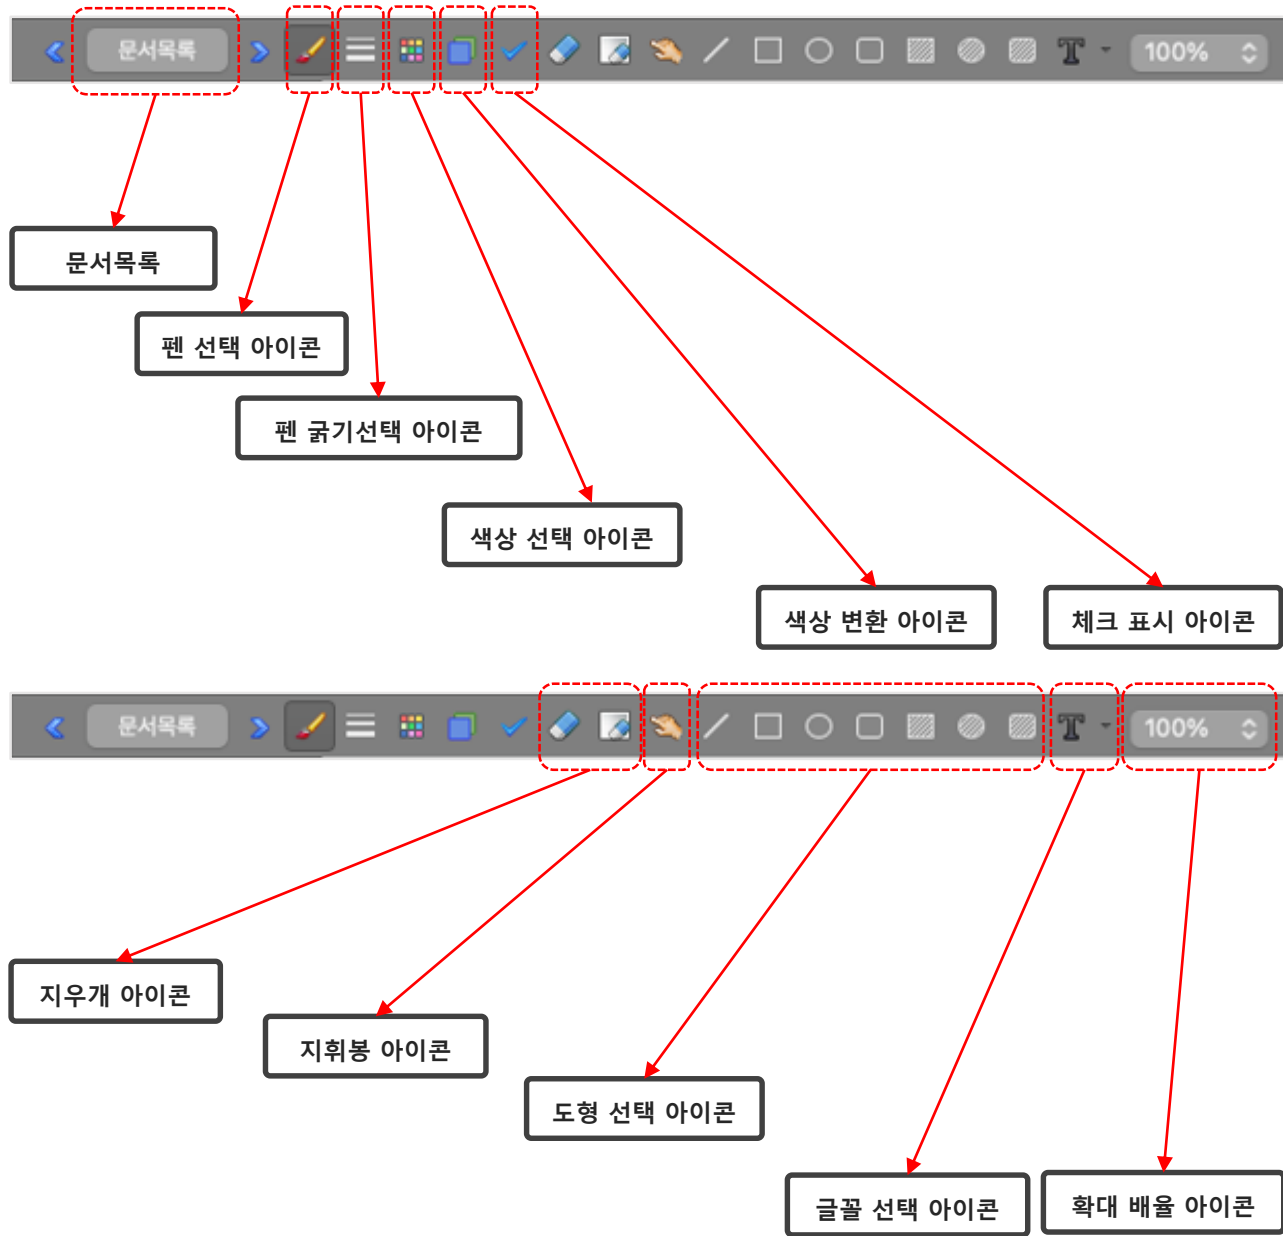 문서목록 100%
문서목록
펜 선택 아이콘
펜 굵기선택 아이콘
색상 선택 아이콘
색상 변환 아이콘
체크 표시 아이콘
문서목록 100%
지우개 아이콘
지휘봉 아이콘
도형 선택 아이콘
글꼴 선택 아이콘
확대 배율 아이콘